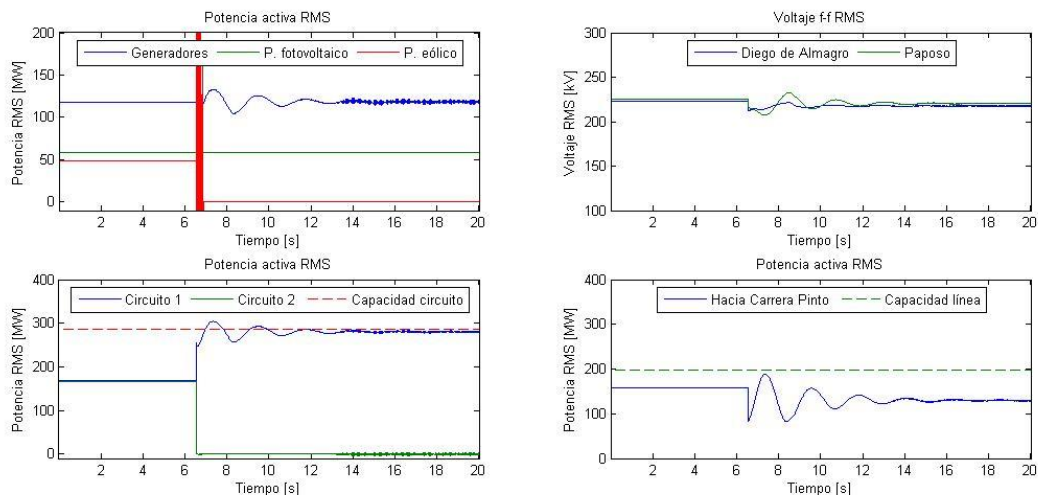 Potencia activa RMS
Generadores P. fotovoltaico P. eólico
Potencia RMS [MW]
200
150
100
50
0
2 4 6 8 10 12 14 16 18 20
Tiempo [s]
Voltaje f-f RMS
Diego de Almagro Paposo
Voltaje RMS [kV]
300
250
200
150
100
2 4 6 8 10 12 14 16 18 20
Tiempo [s]
Potencia activa RMS
Circuito 1 Circuito 2 Capacidad circuito
Potencia RMS [MW]
400
300
200
100
0
2 4 6 8 10 12 14 16 18 20
Tiempo [s]
Potencia activa RMS
Hacia Carrera Pinto Capacidad línea
Potencia RMS [MW]
400
300
200
100
0
2 4 6 8 10 12 14 16 18 20
Tiempo [s]